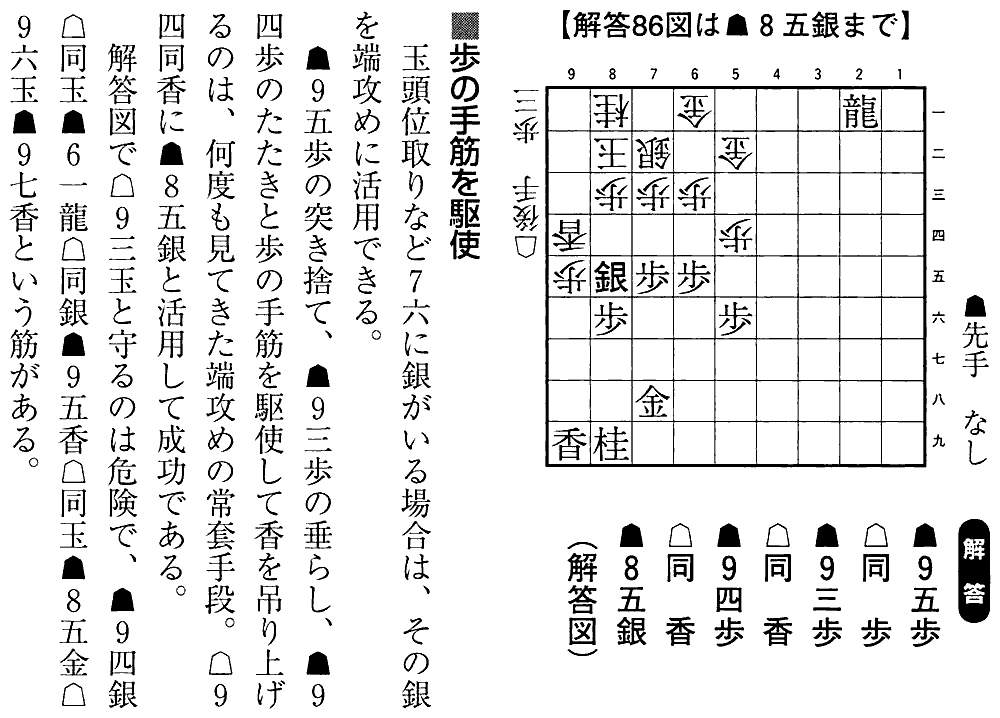 【解答86図は☗8五銀まで】
9 8 7 6 5 4 3 2 1
桂 金 龍 一
王 銀 金 二
歩 歩 歩 三
香 歩 四
歩 銀 歩 歩 五
歩 歩 六
七
金 八
香 桂 九
☗先手 なし
☖後手 三歩
解答
☗9五歩
☖同 歩
☗9三歩
☖同 香
☗9四歩
☖同 香
☗8五銀
(解答図)
■歩の手筋を駆使
玉頭位取りなど7六に銀がいる場合は、その銀
を端攻めに活用できる。
☗9五歩の突き捨て、☗9三歩の垂らし、☗9
四歩のたたきと歩の手筋を駆使して香を吊り上げ
るのは、何度も見てきた端攻めの常套手段。☖9
四同香に☗8五銀と活用して成功である。
解答図で☖9三玉と守るのは危険で、☗9四銀
☖同玉☗6一龍☖同銀☗9五香☖同玉☗8五金☖
9六玉☗9七香という筋がある。